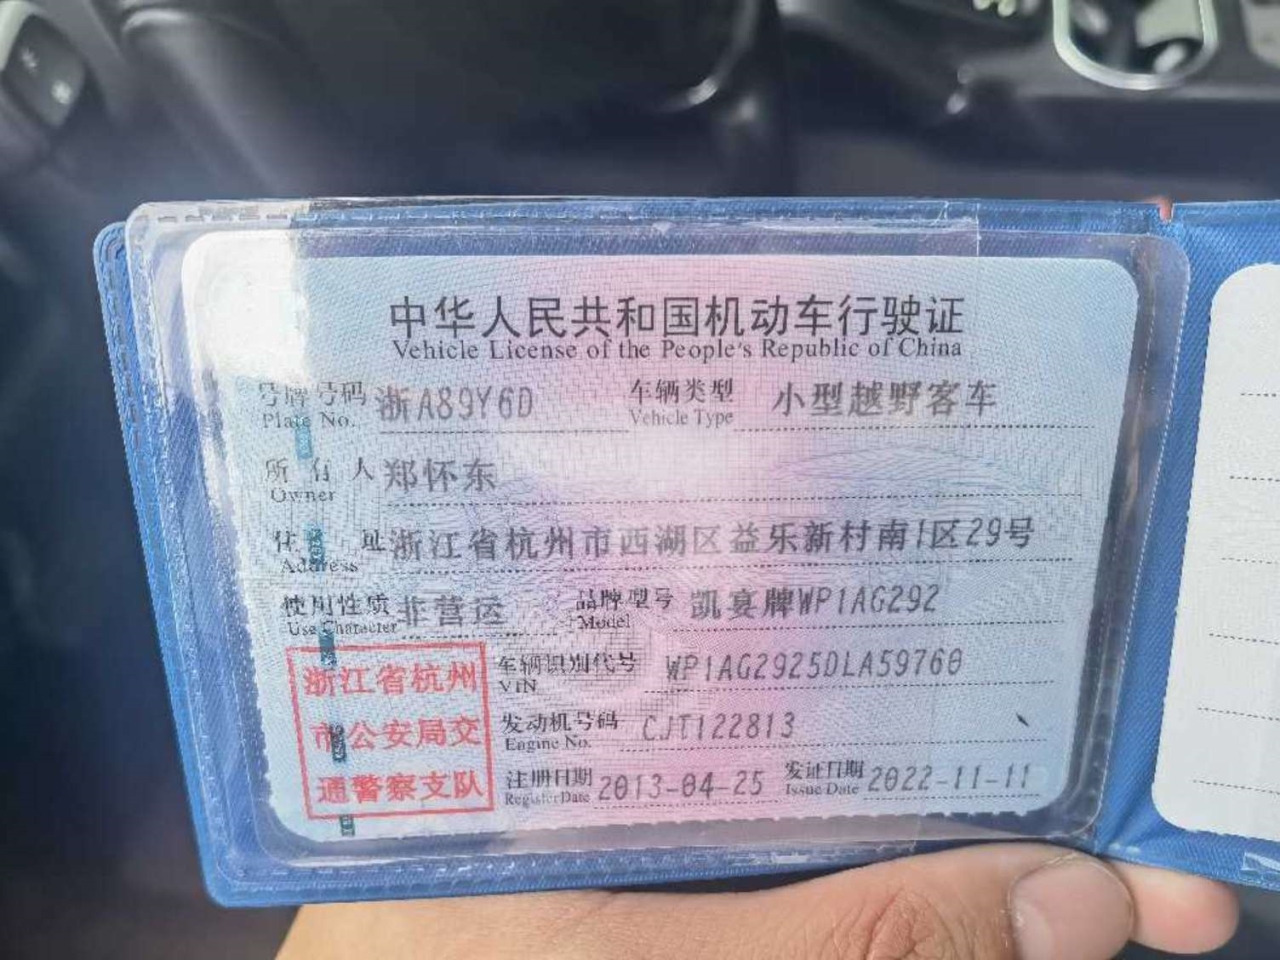 中华人民共和国机动车行驶证
Vehicle License of the People's Republic of China
号牌号码 浙A89Y6D 车辆类型 小型越野客车
Plate No. Vehicle Type
所有人 郑怀东
Owner
住址 浙江省杭州市西湖区益乐新村南1区29号
Address
使用性质 非营运 品牌型号 凯宴牌WP1AG292
Use Character Model
浙江省杭州
市公安局交
通警察支队
车辆识别代号 WP1AG2925DLA59760
VIN
发动机号码 CJT122813
Engine No.
注册日期 2013-04-25 发证日期 2022-11-11
Register Date Issue Date